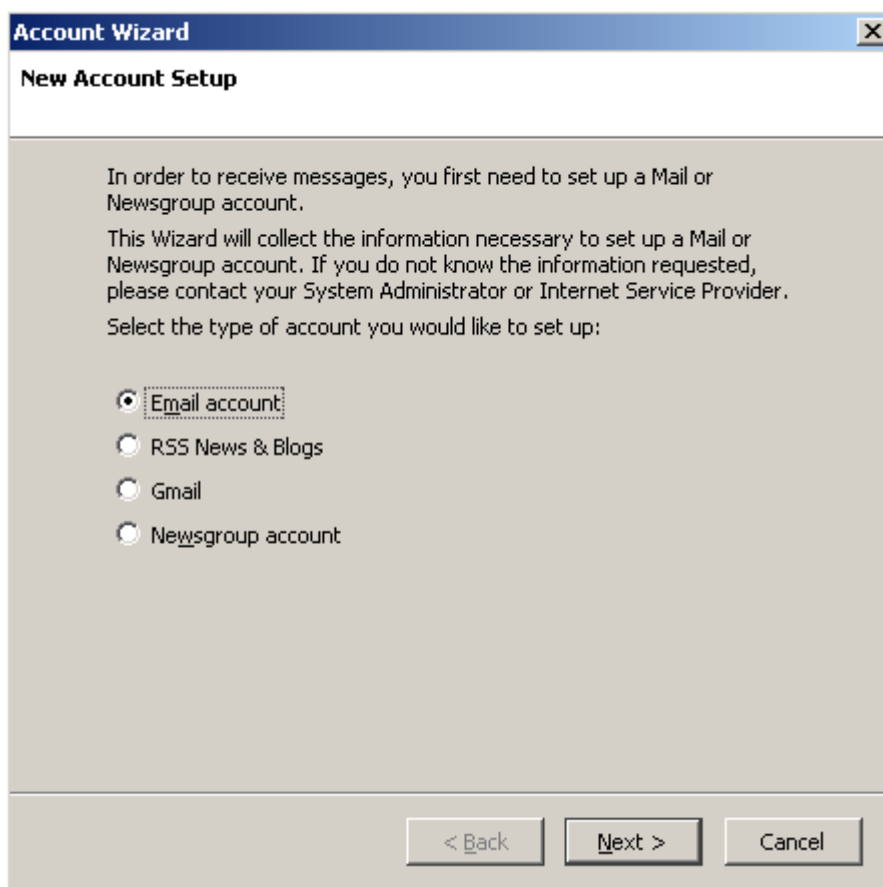 Account Wizard
New Account Setup
In order to receive messages, you first need to set up a Mail or
Newsgroup account.
This Wizard will collect the information necessary to set up a Mail or
Newsgroup account. If you do not know the information requested,
please contact your System Administrator or Internet Service Provider.
Select the type of account you would like to set up:
Email account
RSS News & Blogs
Gmail
Newsgroup account
< Back
Next >
Cancel